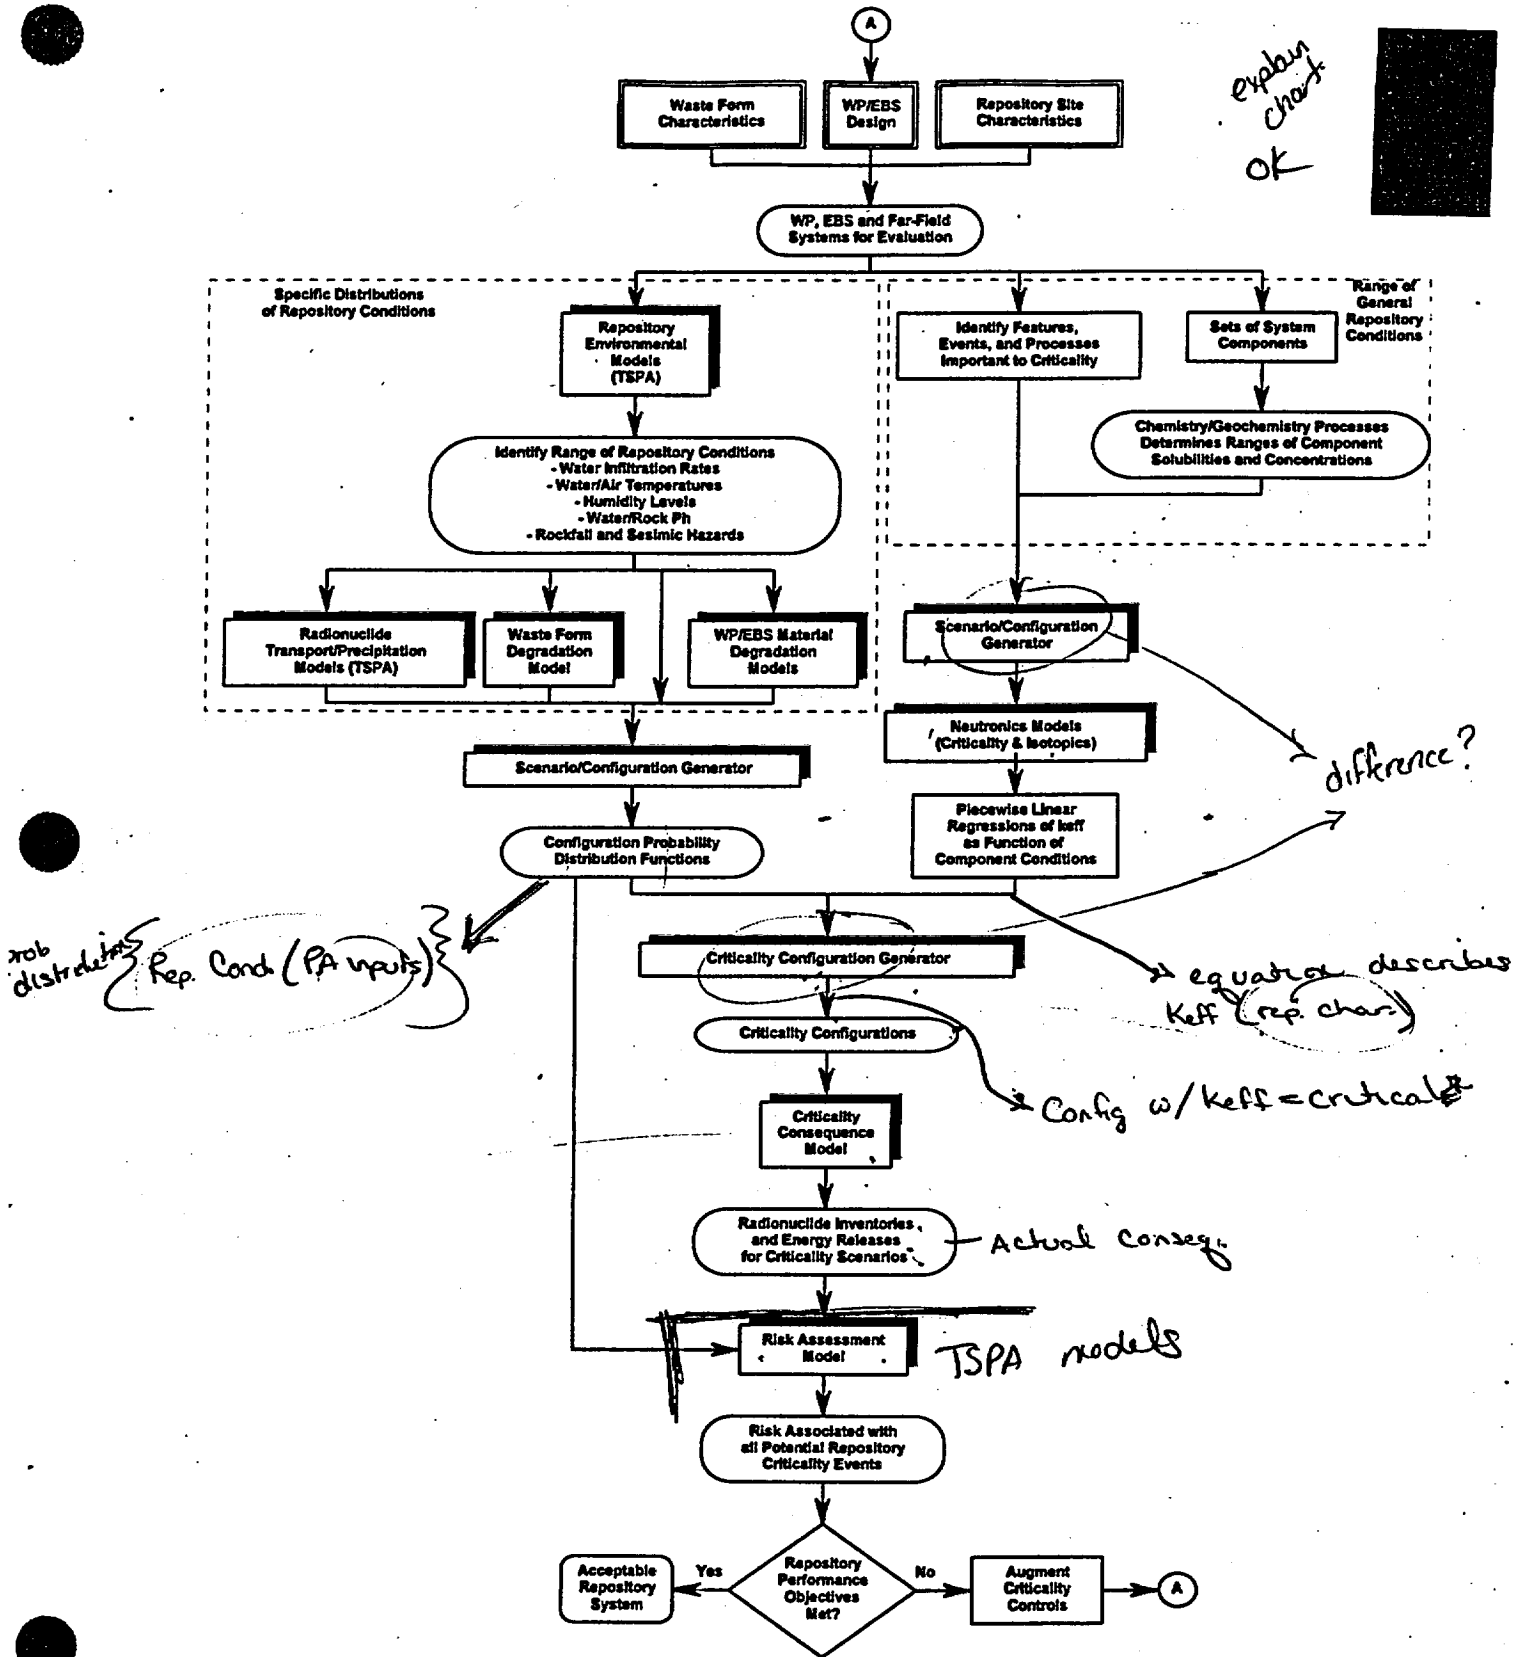 A
explain
chart.
OK
Waste Form
Characteristics
WP/EBS
Design
Repository Site
Characteristics
WP, EBS and Far-Field
Systems for Evaluation
Specific Distributions
of Repository Conditions
Range of
General
Repository
Conditions
Repository
Environmental
Models
(TSPA)
Identify Features,
Events, and Processes
Important to Criticality
Sets of System
Components
Chemistry/Geochemistry Processes
Determines Ranges of Component
Solubilities and Concentrations
Identify Range of Repository Conditions
- Water Infiltration Rates
- Water/Air Temperatures
- Humidity Levels
- Water/Rock Ph
- Rockfall and Sesimic Hazards
Radionuclide
Transport/Precipitation
Models (TSPA)
Waste Form
Degradation
Model
WP/EBS Material
Degradation
Models
Scenario/Configuration
Generator
Neutronics Models
(Criticality & Isotopics)
difference?
Scenario/Configuration Generator
Piecewise Linear
Regressions of keff
as Function of
Component Conditions
Configuration Probability
Distribution Functions
prob
distributions { Rep. Cond (PA inputs) }
Criticality Configuration Generator
equation describes
Keff (rep. char.)
Criticality Configurations
Config w/ Keff = critical
Criticality
Consequence
Model
Radionuclide Inventories
and Energy Releases
for Criticality Scenarios
Actual conseq.
Risk Assessment
Model
TSPA models
Risk Associated with
all Potential Repository
Criticality Events
Repository
Performance
Objectives
Met?
Yes
Acceptable
Repository
System
No
Augment
Criticality
Controls
A